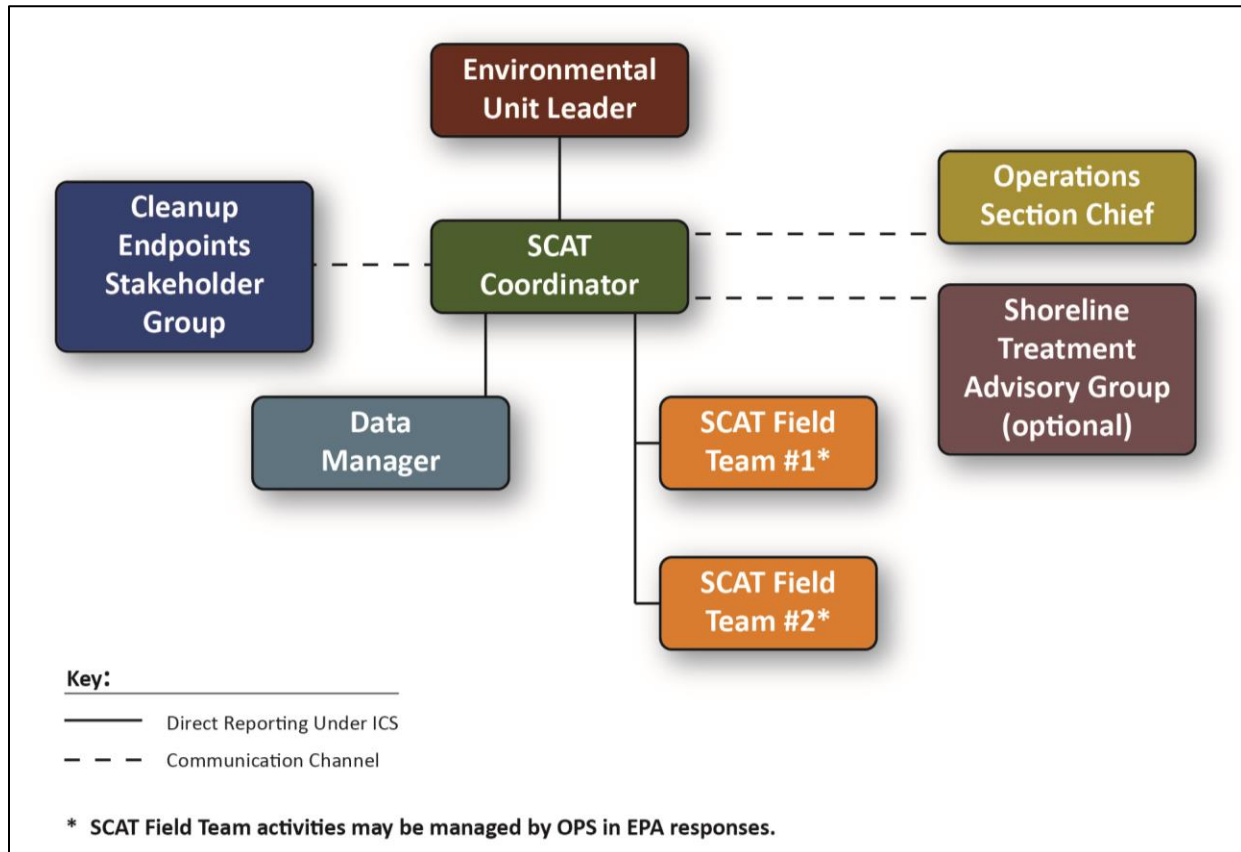 Environmental
Unit Leader
Operations
Section Chief
Cleanup
Endpoints
Stakeholder
Group
SCAT
Coordinator
Shoreline
Treatment
Advisory Group
(optional)
Data
Manager
SCAT Field
Team #1*
SCAT Field
Team #2*
Key:
Direct Reporting Under ICS
Communication Channel
* SCAT Field Team activities may be managed by OPS in EPA responses.